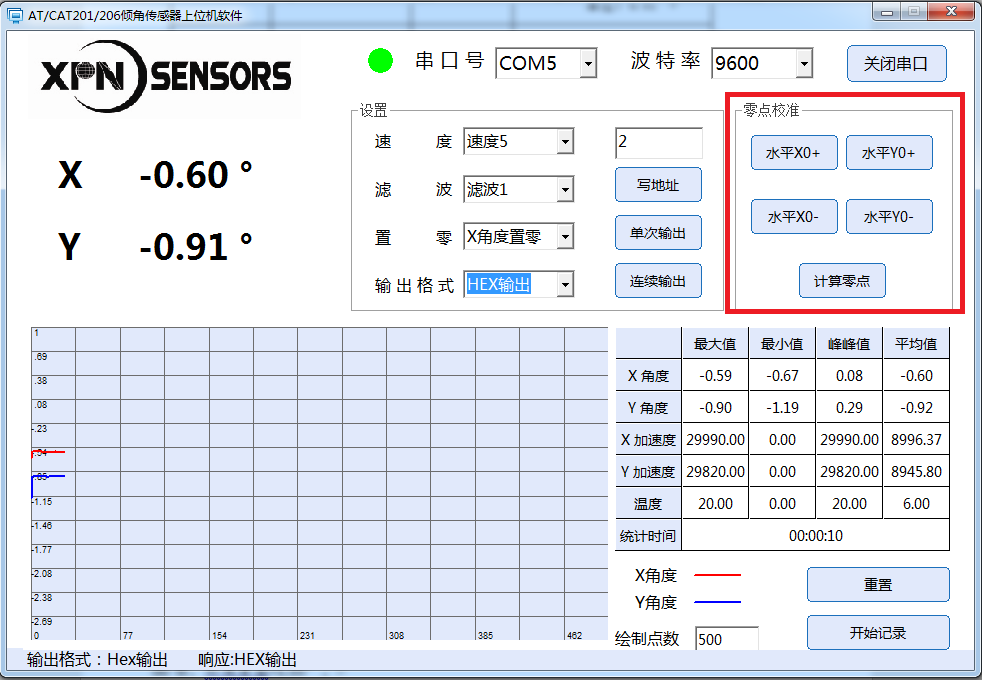 AT/CAT201/206倾角传感器上位机软件
XPN SENSORS
串口号 COM5 波特率 9600 关闭串口
设置
零点校准
速 度 速度5 2
滤 波 滤波1 写地址
置 零 X角度置零 单次输出
输出格式 HEX输出 连续输出
水平X0+ 水平Y0+
水平X0- 水平Y0-
计算零点
X -0.60 °
Y -0.91 °
1
.69
.38
.08
-.23
-.54
-.85
-1.15
-1.46
-1.77
-2.08
-2.38
-2.69
0 77 154 231 308 385 462
最大值 最小值 峰峰值 平均值
X 角度 -0.59 -0.67 0.08 -0.60
Y 角度 -0.90 -1.19 0.29 -0.92
X 加速度 29990.00 0.00 29990.00 8996.37
Y 加速度 29820.00 0.00 29820.00 8945.80
温度 20.00 0.00 20.00 6.00
统计时间 00:00:10
X角度
Y角度
重置
绘制点数 500
开始记录
输出格式：Hex输出 响应:HEX输出